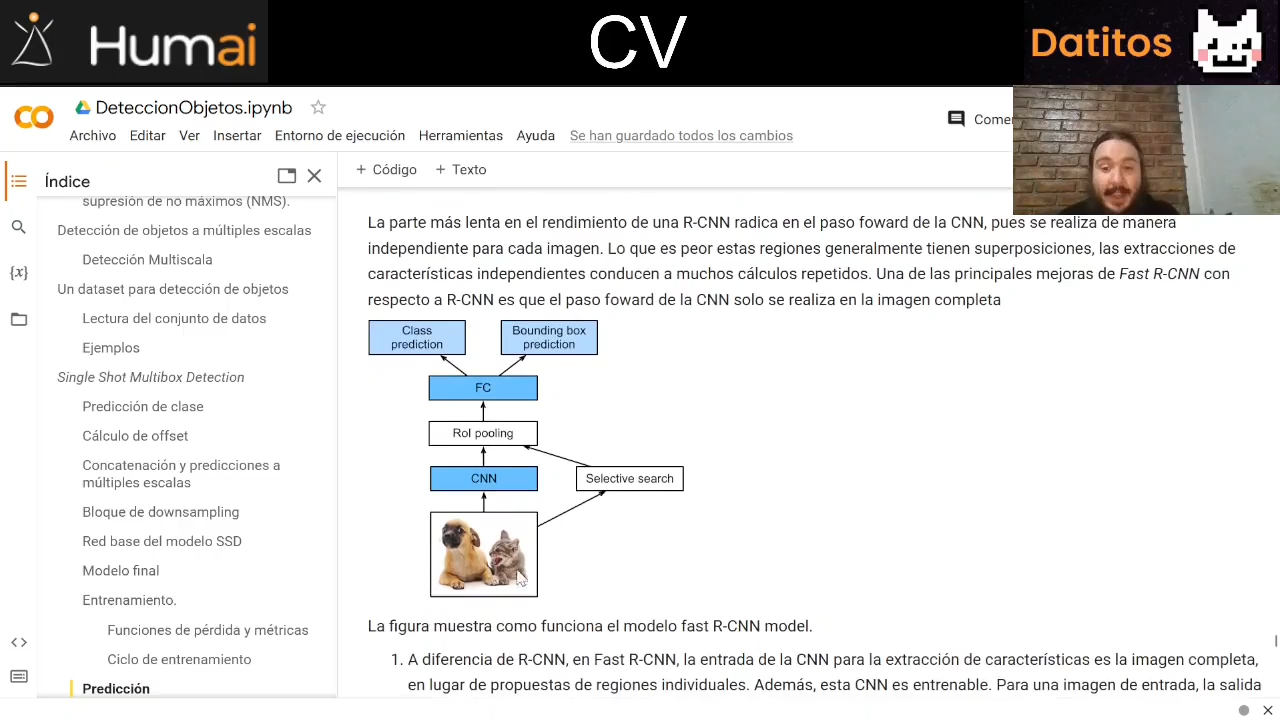 Humai
CV
Datitos
DeteccionObjetos.ipynb
Archivo Editar Ver Insertar Entorno de ejecución Herramientas Ayuda Se han guardado todos los cambios
Índice
supresión de no máximos (NMS).
Detección de objetos a múltiples escalas
Detección Multiscala
Un dataset para detección de objetos
Lectura del conjunto de datos
Ejemplos
Single Shot Multibox Detection
Predicción de clase
Cálculo de offset
Concatenación y predicciones a
múltiples escalas
Bloque de downsampling
Red base del modelo SSD
Modelo final
Entrenamiento.
Funciones de pérdida y métricas
Ciclo de entrenamiento
Predicción
+ Código + Texto
La parte más lenta en el rendimiento de una R-CNN radica en el paso foward de la CNN, pues se realiza de manera
independiente para cada imagen. Lo que es peor estas regiones generalmente tienen superposiciones, las extracciones de
características independientes conducen a muchos cálculos repetidos. Una de las principales mejoras de Fast R-CNN con
respecto a R-CNN es que el paso foward de la CNN solo se realiza en la imagen completa
Class
prediction
Bounding box
prediction
FC
RoI pooling
CNN
Selective search
La figura muestra como funciona el modelo fast R-CNN model.
1. A diferencia de R-CNN, en Fast R-CNN, la entrada de la CNN para la extracción de características es la imagen completa,
en lugar de propuestas de regiones individuales. Además, esta CNN es entrenable. Para una imagen de entrada, la salida